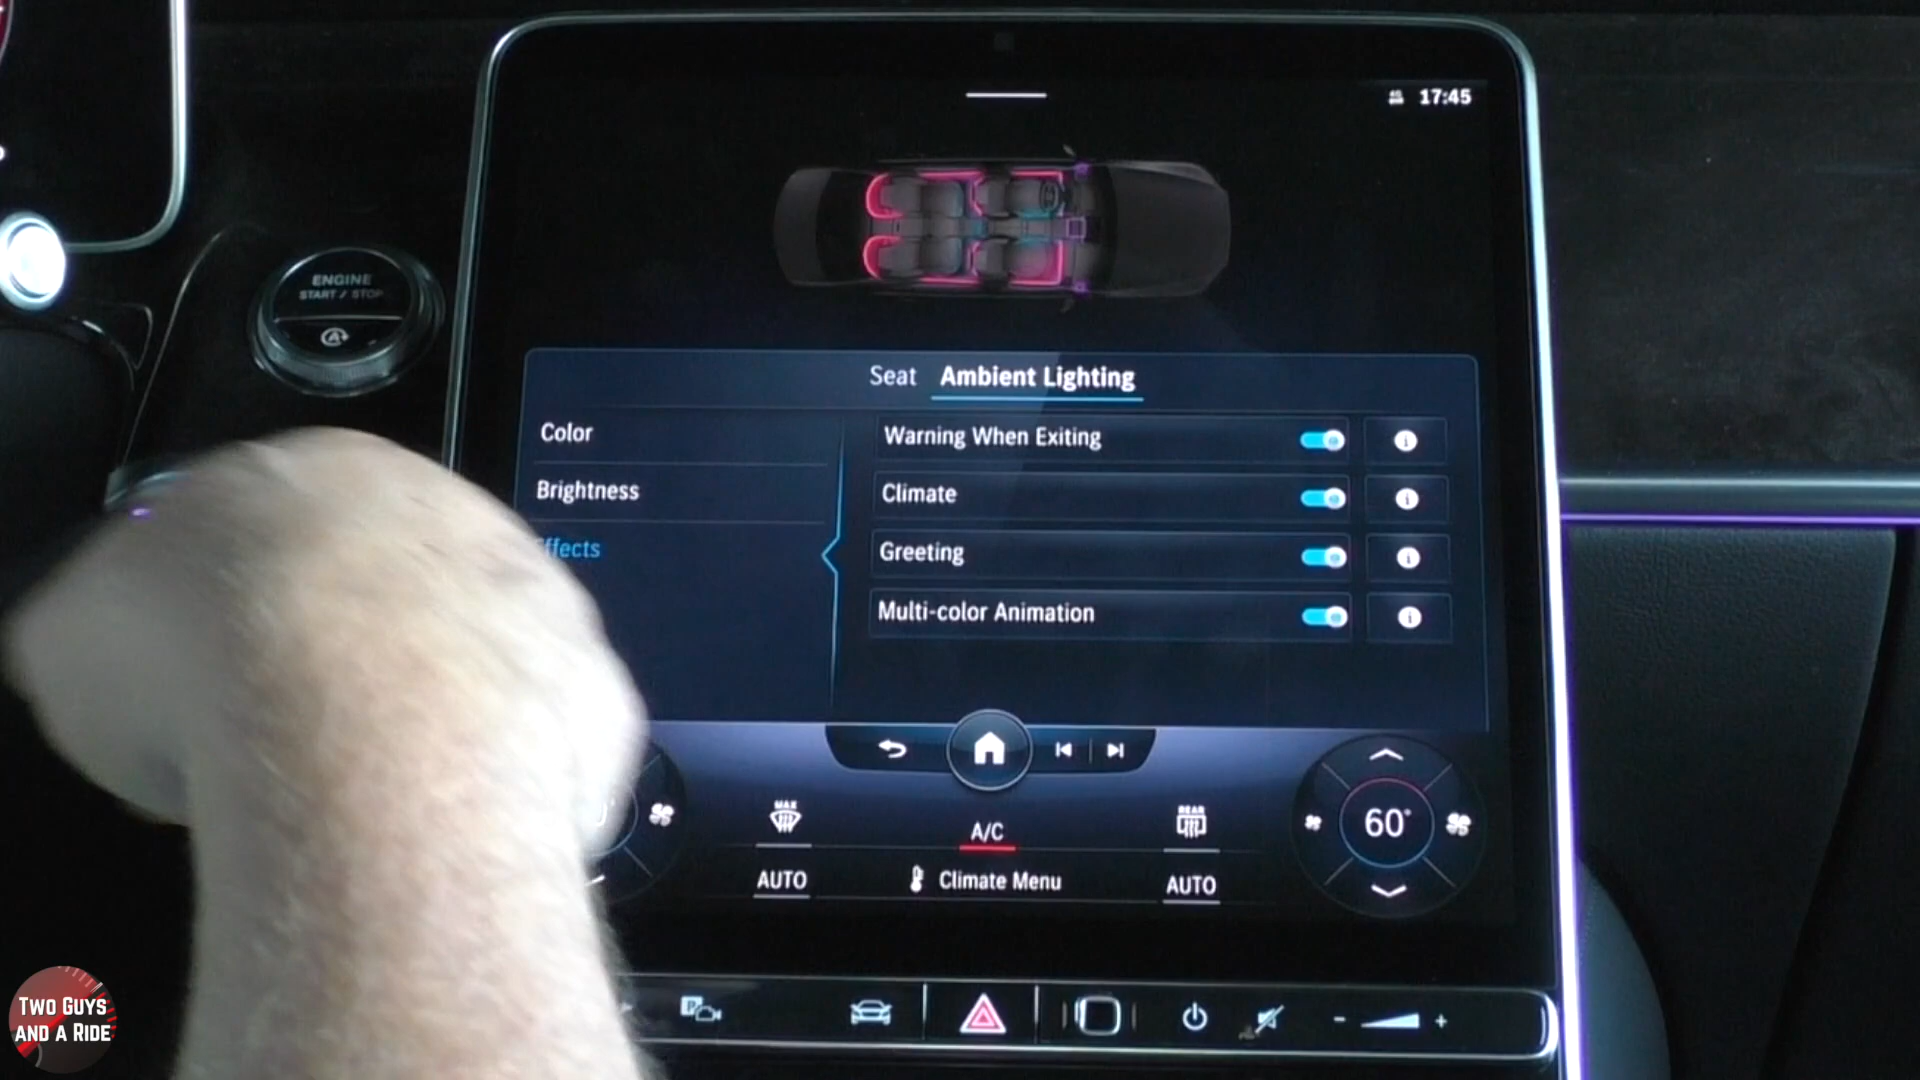 17:45
ENGINE
START / STOP
Seat Ambient Lighting
Color
Brightness
ffects
Warning When Exiting
Climate
Greeting
Multi-color Animation
MAX
REAR
A/C
60°
AUTO
Climate Menu
AUTO
P
TWO GUYS
AND A RIDE